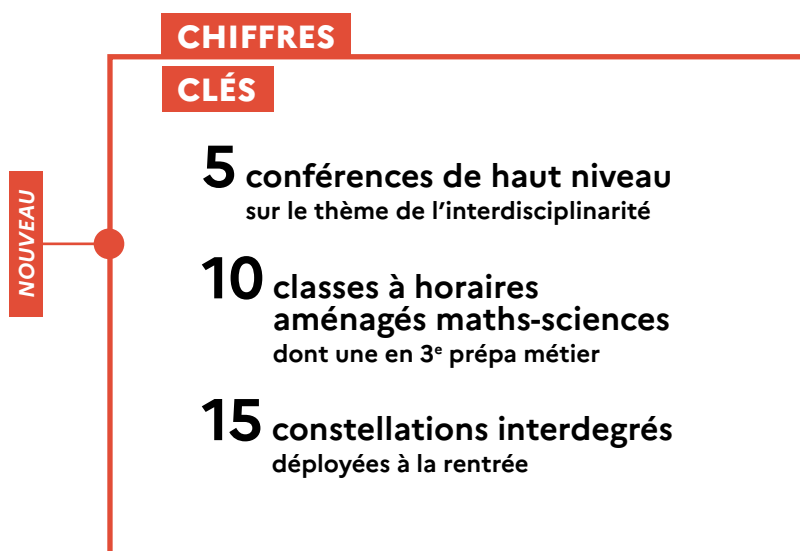 CHIFFRES
CLÉS
NOUVEAU
5 conférences de haut niveau
sur le thème de l'interdisciplinarité
10 classes à horaires
aménagés maths-sciences
dont une en 3e prépa métier
15 constellations interdegrés
déployées à la rentrée